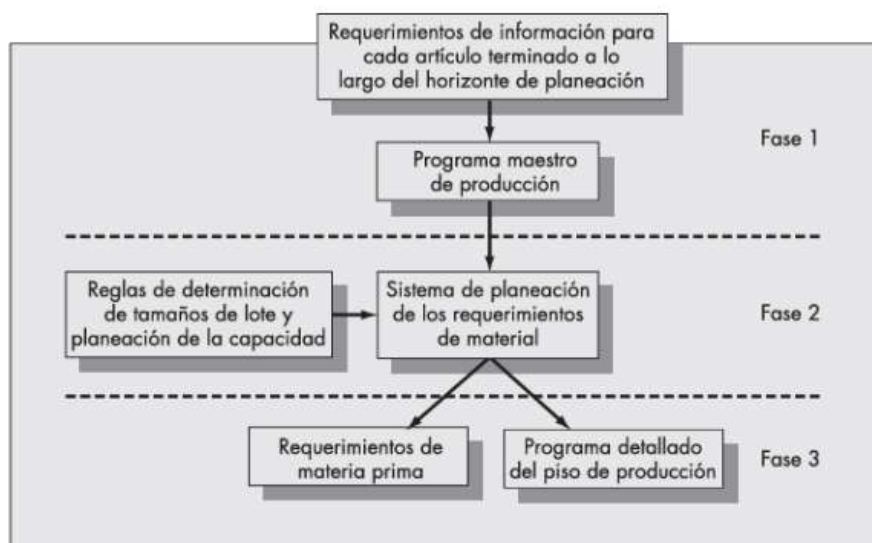 Requerimientos de información para
cada artículo terminado a lo
largo del horizonte de planeación
Fase 1
Programa maestro
de producción
Reglas de determinación
de tamaños de lote y
planeación de la capacidad
Sistema de planeación
de los requerimientos
de material
Fase 2
Requerimientos de
materia prima
Programa detallado
del piso de producción
Fase 3